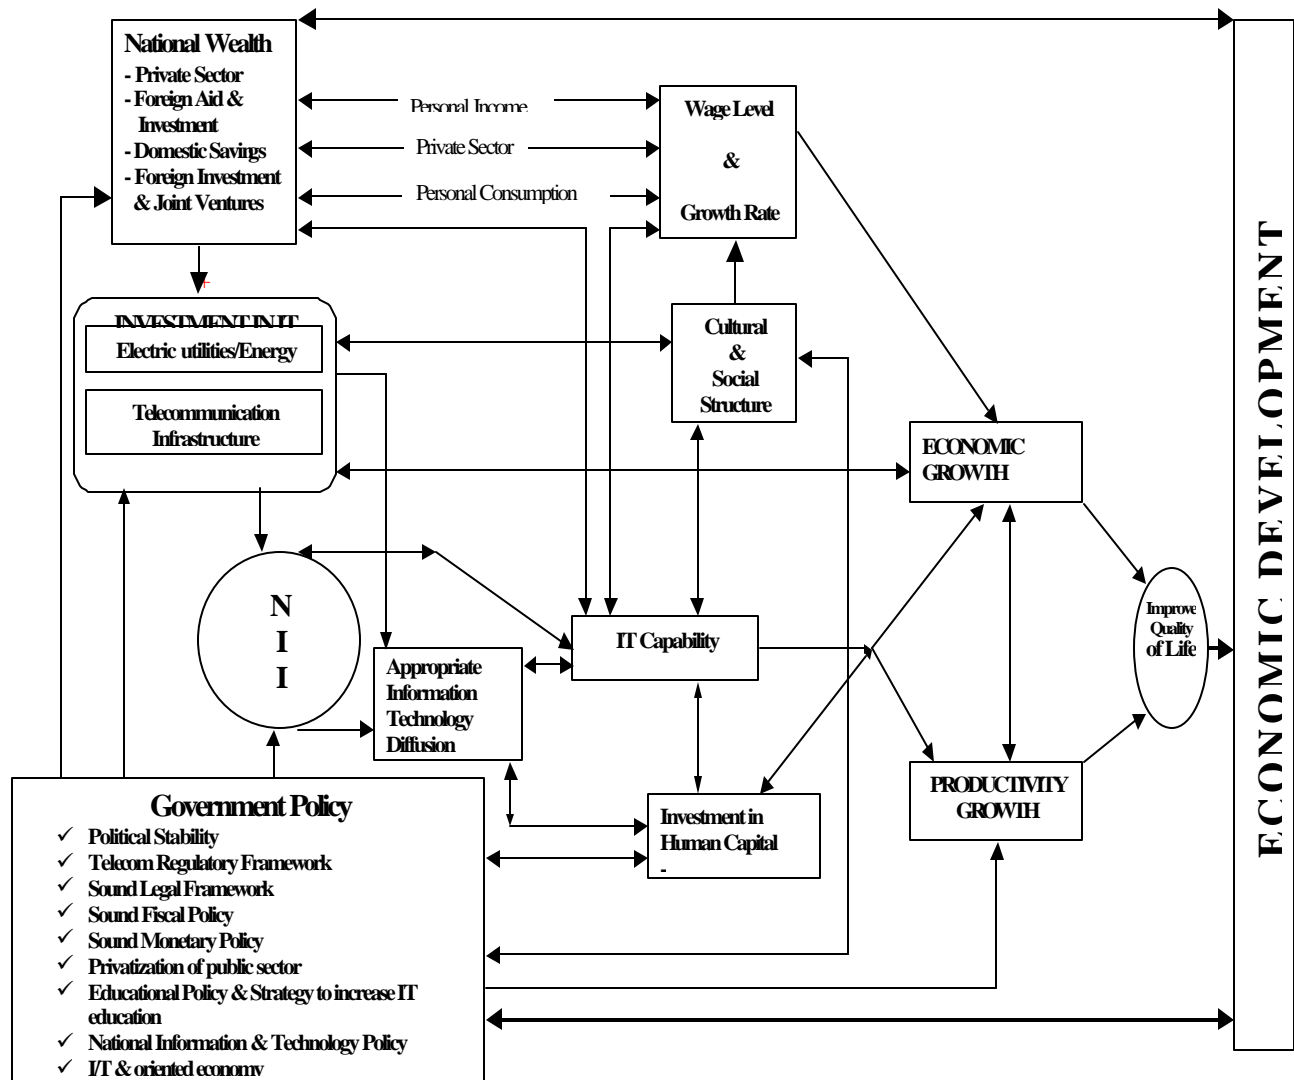 National Wealth
- Private Sector
- Foreign Aid &
Investment
- Domestic Savings
- Foreign Investment
& Joint Ventures
Personal Income
Private Sector
Personal Consumption
Wage Level
&
Growth Rate
INVESTMENT IN IT
Electric utilities/Energy
Telecommunication
Infrastructure
Cultural
&
Social
Structure
ECONOMIC
GROWTH
N
I
I
Appropriate
Information
Technology
Diffusion
IT Capability
Improve
Quality
of Life
Investment in
Human Capital
-
PRODUCTIVITY
GROWTH
Government Policy
✓ Political Stability
✓ Telecom Regulatory Framework
✓ Sound Legal Framework
✓ Sound Fiscal Policy
✓ Sound Monetary Policy
✓ Privatization of public sector
✓ Educational Policy & Strategy to increase IT
education
✓ National Information & Technology Policy
✓ I/T & oriented economy
ECONOMIC DEVELOPMENT